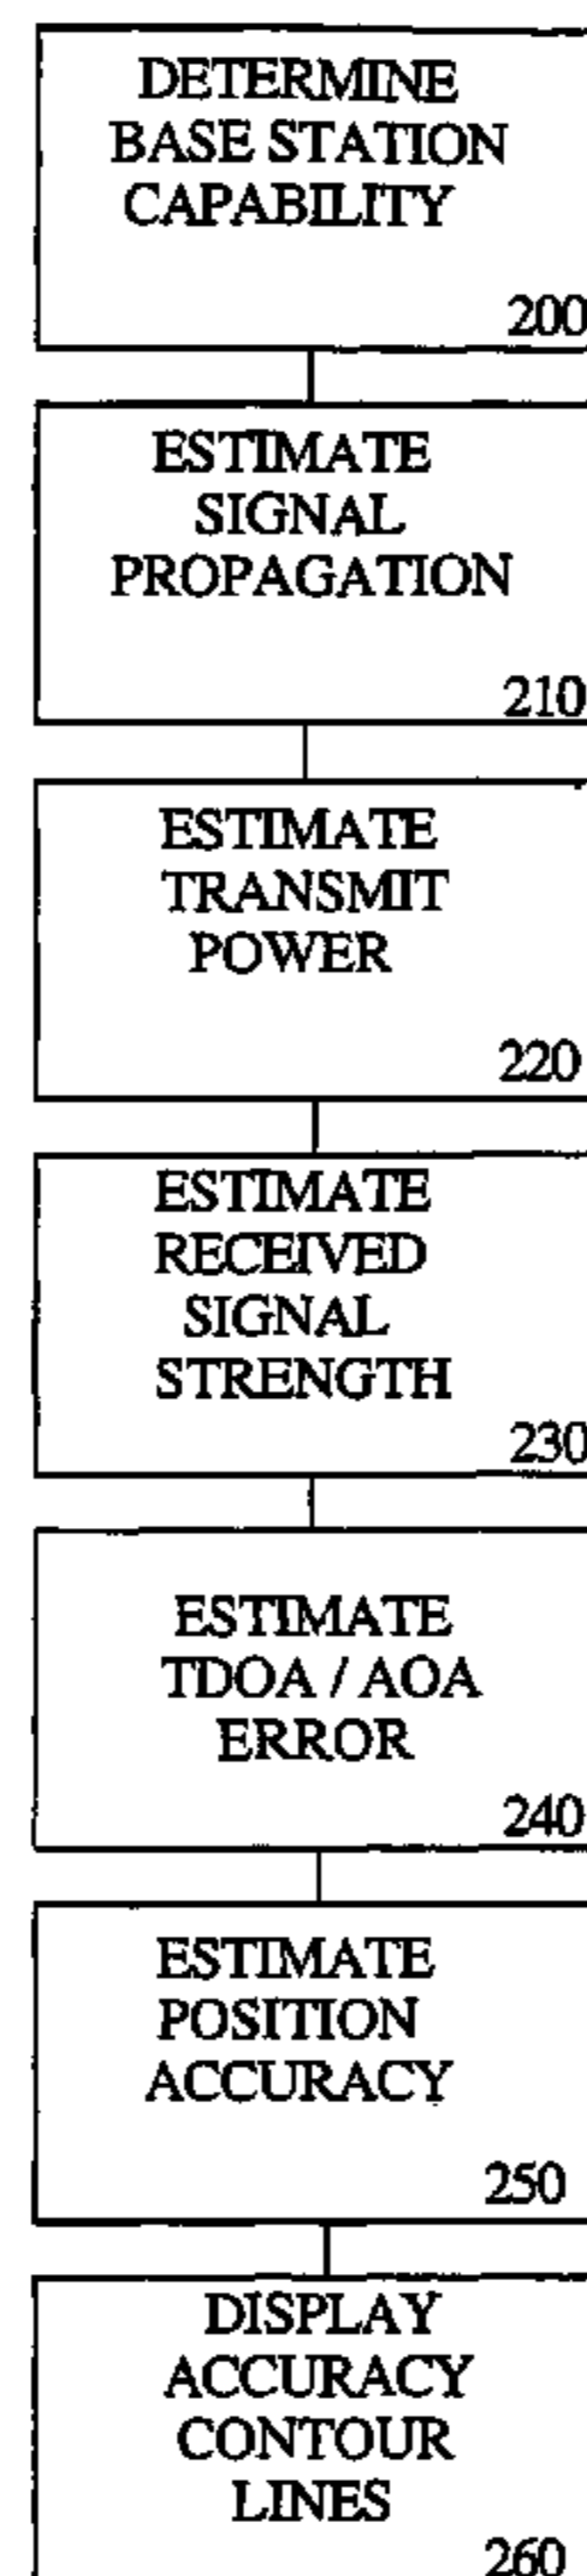 DETERMINE
BASE STATION
CAPABILITY
200
ESTIMATE
SIGNAL
PROPAGATION
210
ESTIMATE
TRANSMIT
POWER
220
ESTIMATE
RECEIVED
SIGNAL
STRENGTH
230
ESTIMATE
TDOA / AOA
ERROR
240
ESTIMATE
POSITION
ACCURACY
250
DISPLAY
ACCURACY
CONTOUR
LINES
260